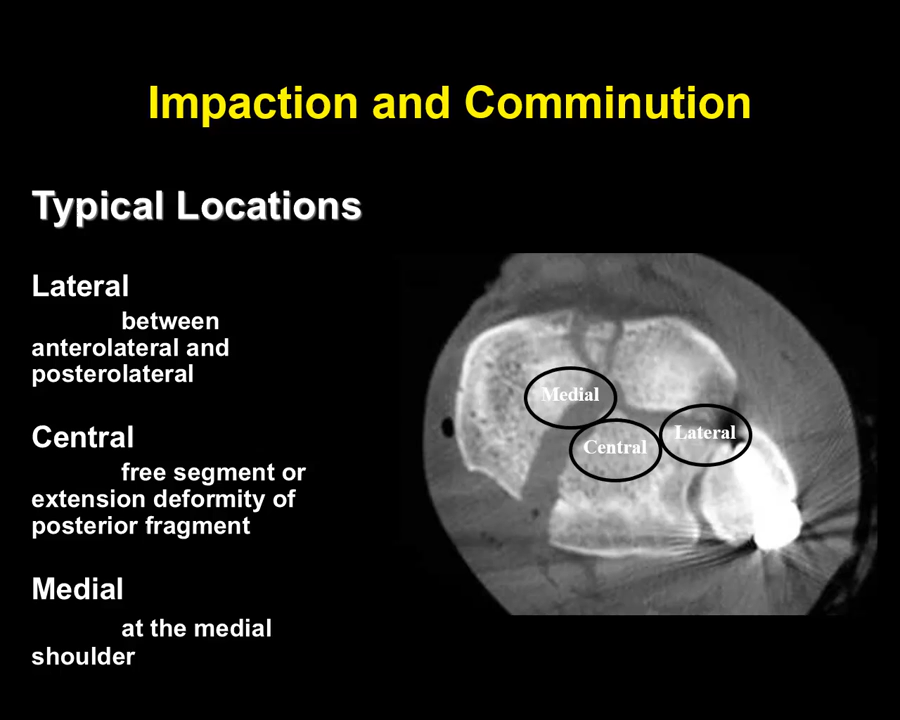 Impaction and Comminution
Typical Locations
Lateral
between
anterolateral and
posterolateral
Central
free segment or
extension deformity of
posterior fragment
Medial
at the medial
shoulder
Medial
Central
Lateral